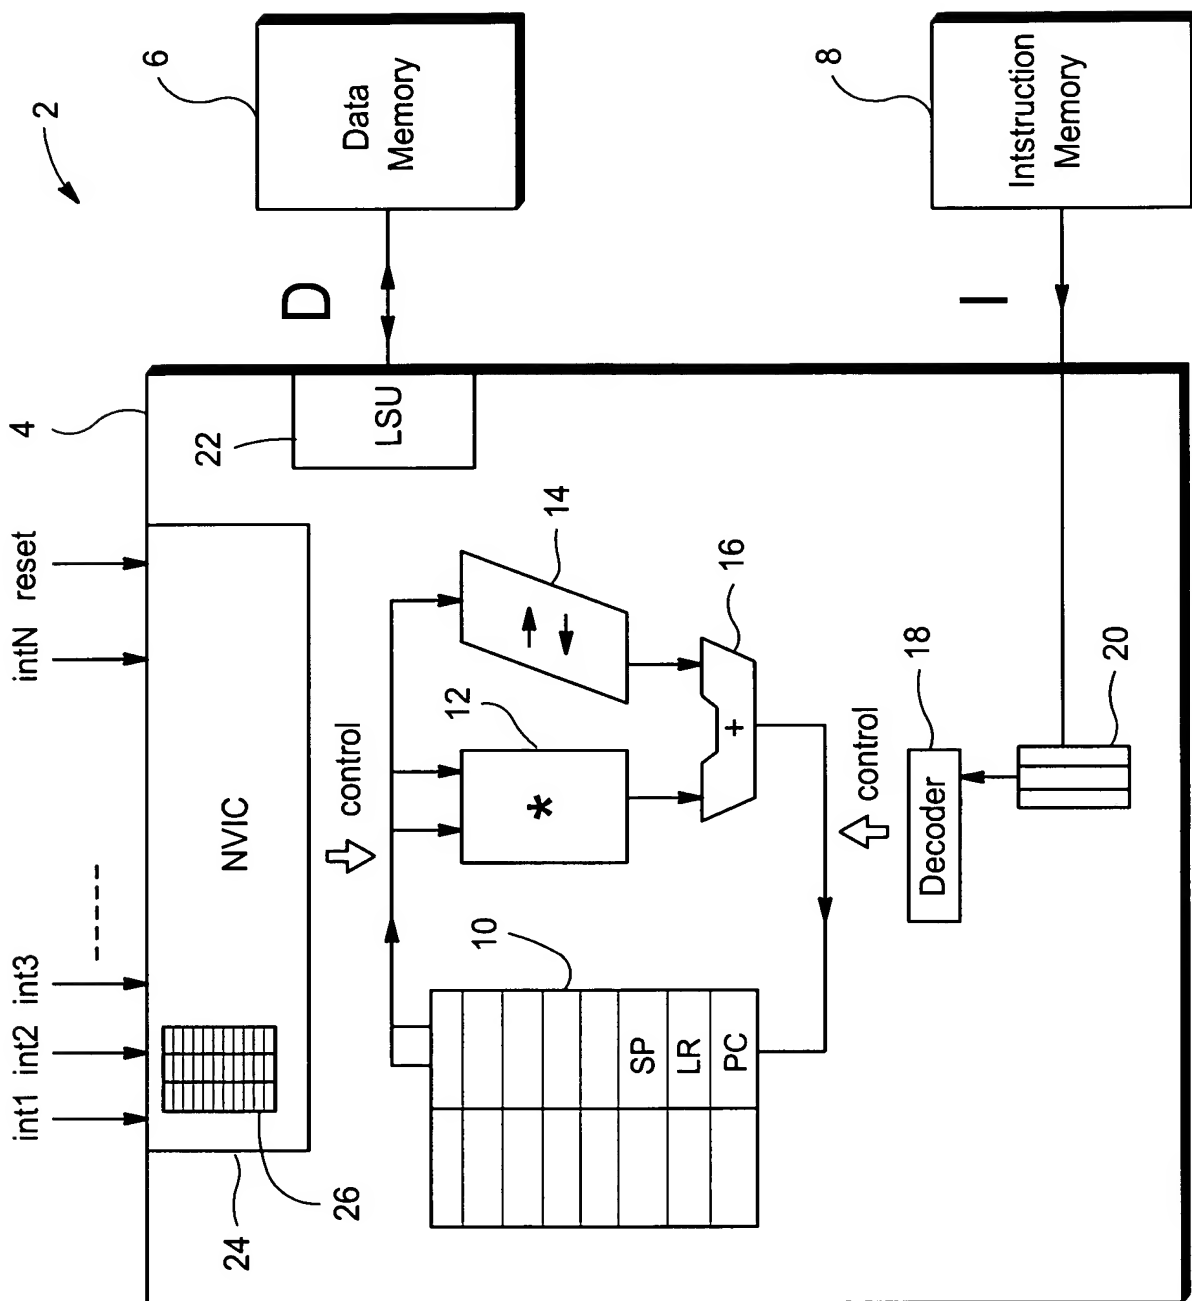 2
6
Data
Memory
8
Intstruction
Memory
D
I
4
22
LSU
int1
int2
int3
intN
reset
NVIC
24
26
control
10
SP
LR
PC
12
*
14
16
+
control
18
Decoder
20